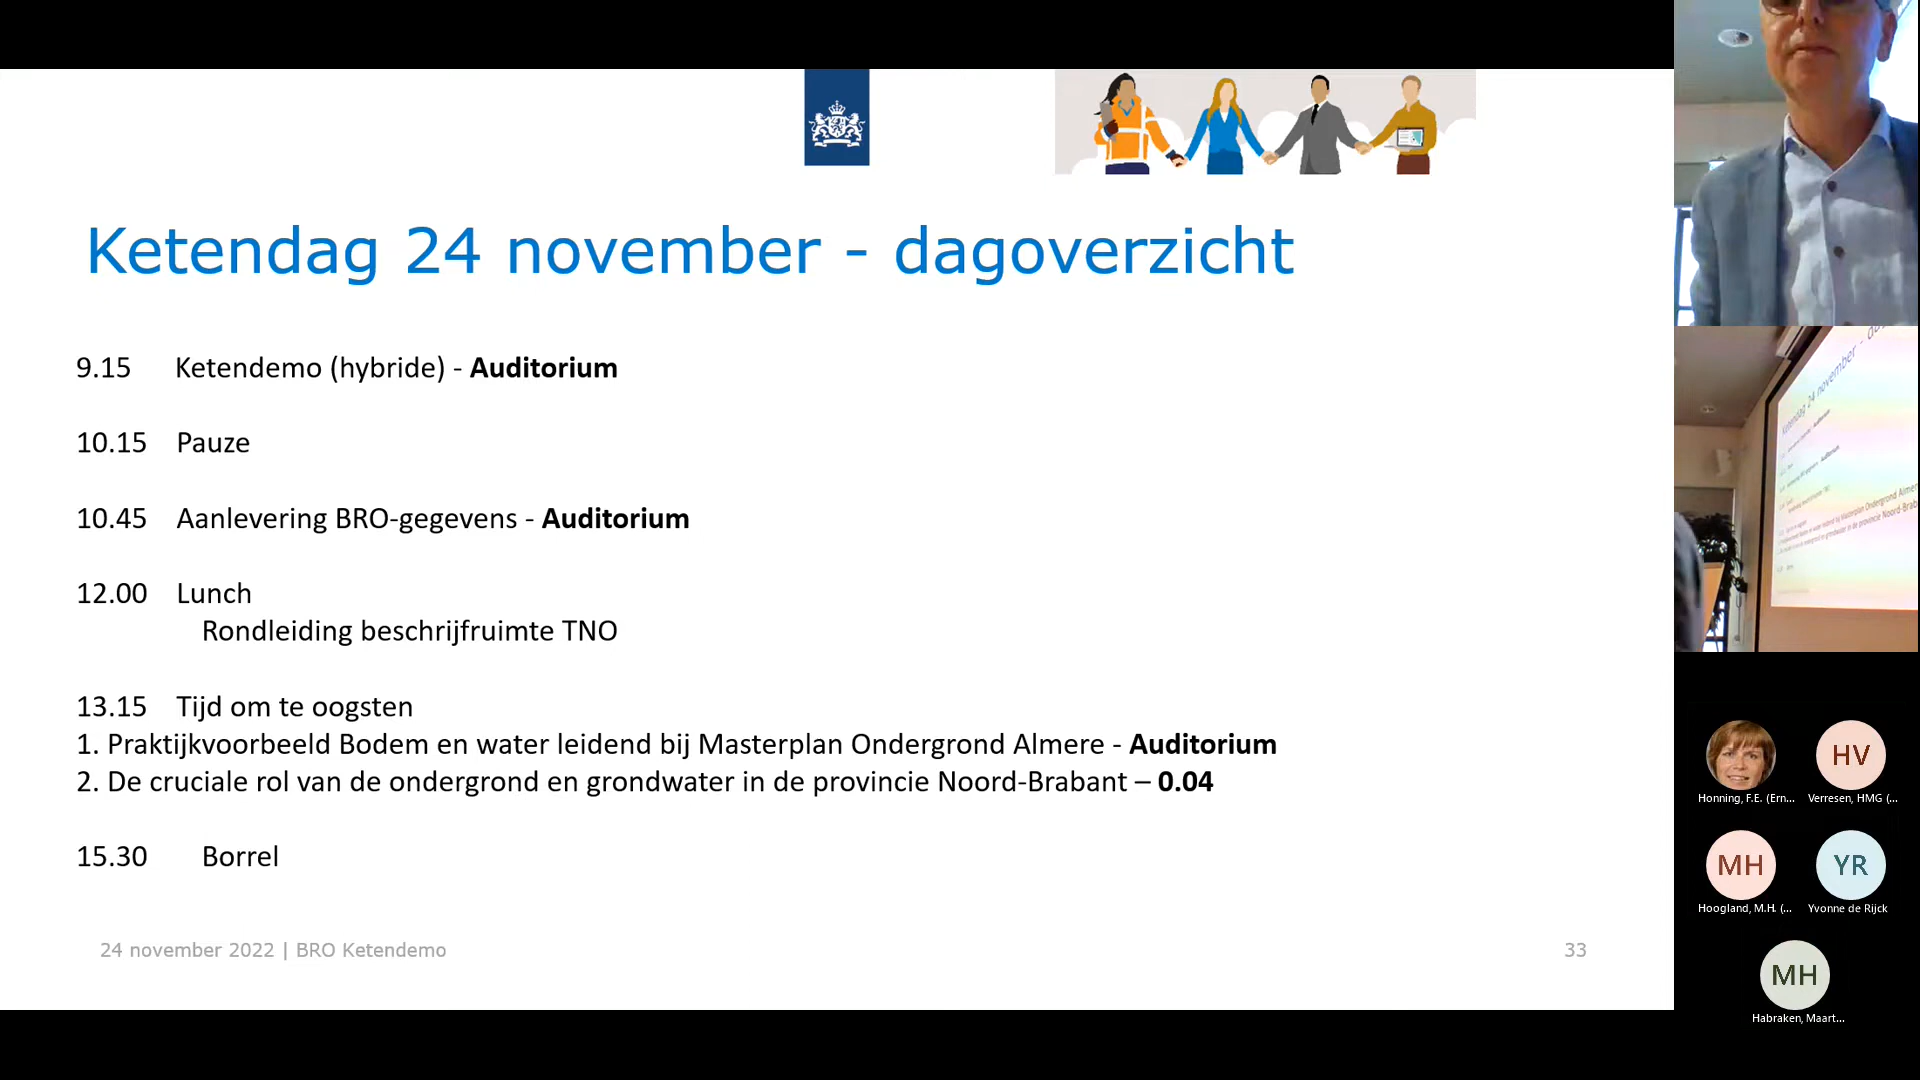 Ketendag 24 november - dagoverzicht
9.15 Ketendemo (hybride) - Auditorium
10.15 Pauze
10.45 Aanlevering BRO-gegevens - Auditorium
12.00 Lunch
Rondleiding beschrijfruimte TNO
13.15 Tijd om te oogsten
1. Praktijkvoorbeeld Bodem en water leidend bij Masterplan Ondergrond Almere - Auditorium
2. De cruciale rol van de ondergrond en grondwater in de provincie Noord-Brabant – 0.04
15.30 Borrel
24 november 2022 | BRO Ketendemo
33
HV
Honning, F.E. (Ern...
Verresen, HMG (...
MH
YR
Hoogland, M.H. (...
Yvonne de Rijck
MH
Habraken, Maart...